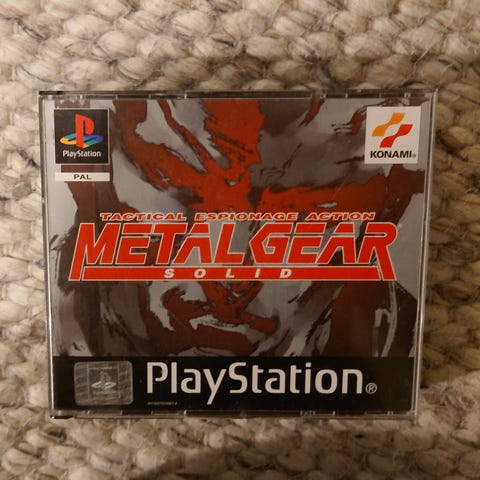 PlayStation
PAL
KONAMI®
TACTICAL ESPIONAGE ACTION
METAL GEAR
SOLID
PlayStation®